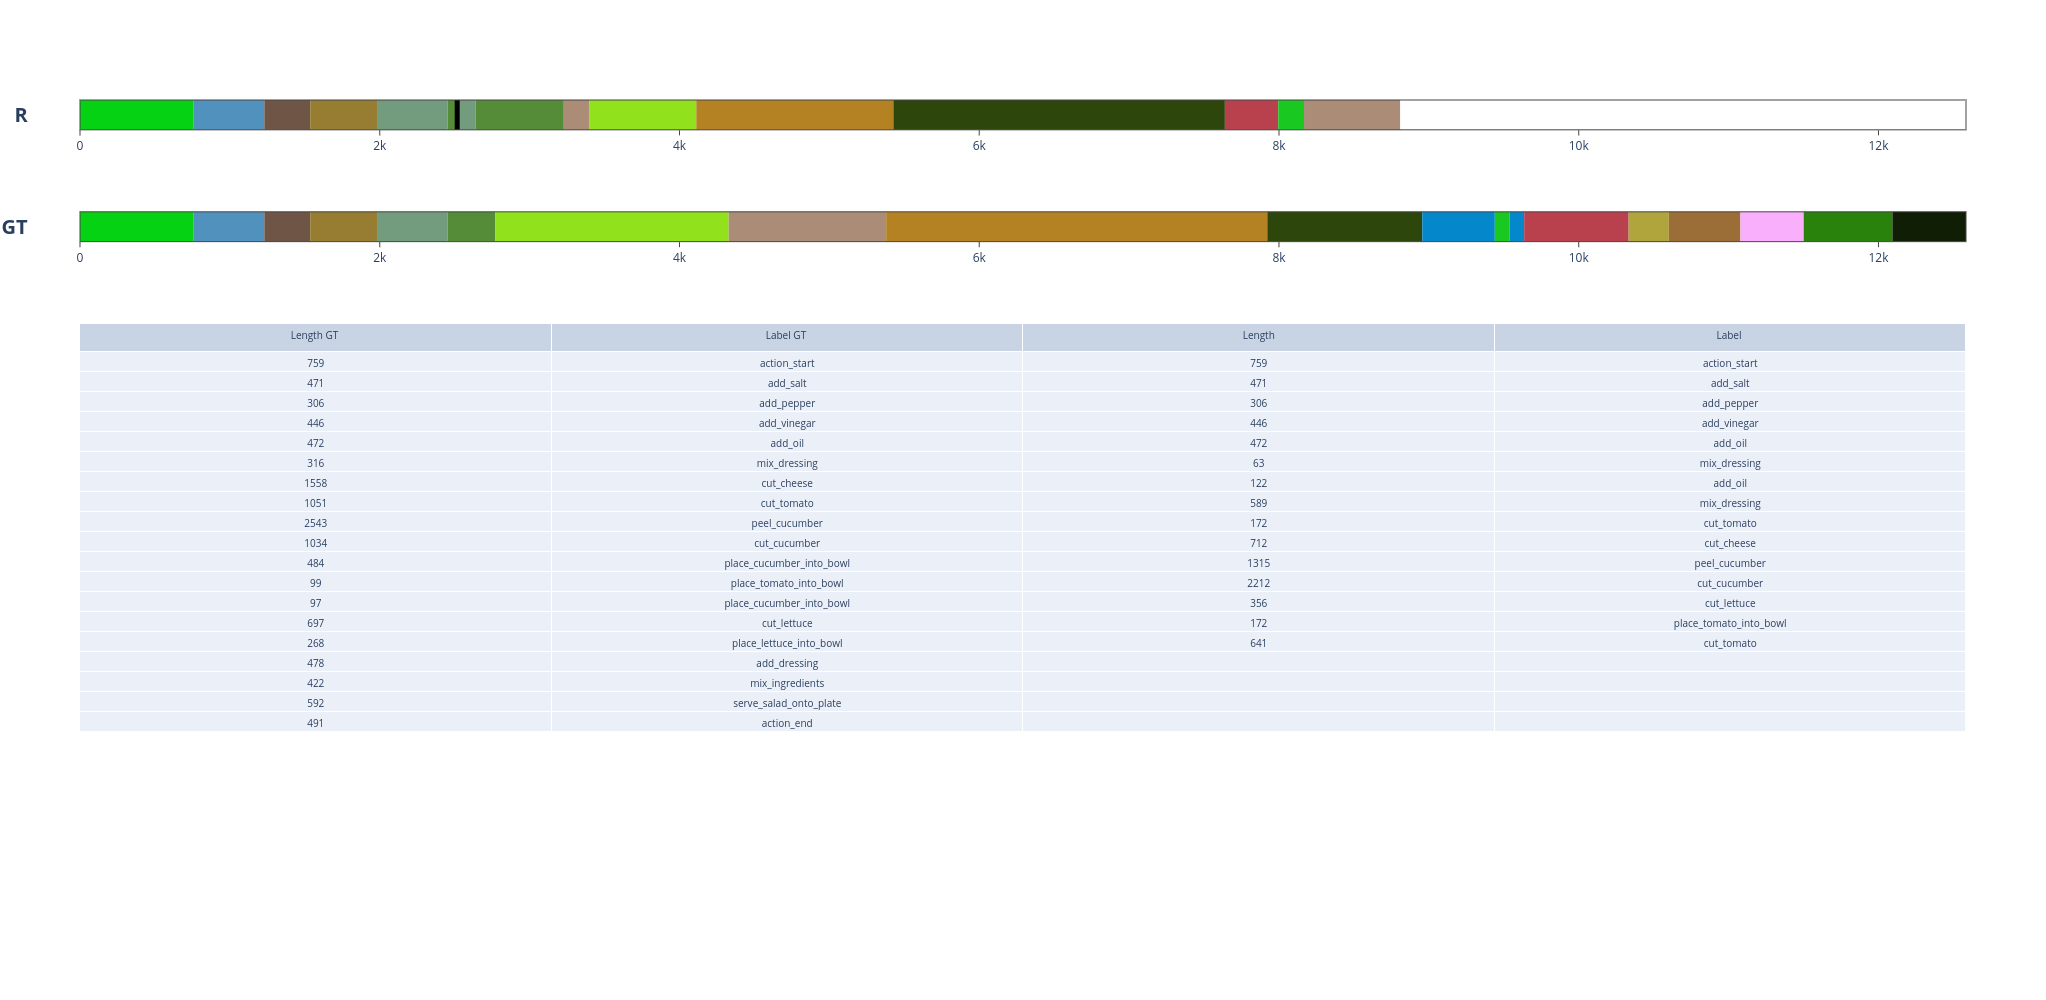 R
0 2k 4k 6k 8k 10k 12k
GT
0 2k 4k 6k 8k 10k 12k
Length GT Label GT Length Label
759 action_start 759 action_start
471 add_salt 471 add_salt
306 add_pepper 306 add_pepper
446 add_vinegar 446 add_vinegar
472 add_oil 472 add_oil
316 mix_dressing 63 mix_dressing
1558 cut_cheese 122 add_oil
1051 cut_tomato 589 mix_dressing
2543 peel_cucumber 172 cut_tomato
1034 cut_cucumber 712 cut_cheese
484 place_cucumber_into_bowl 1315 peel_cucumber
99 place_tomato_into_bowl 2212 cut_cucumber
97 place_cucumber_into_bowl 356 cut_lettuce
697 cut_lettuce 172 place_tomato_into_bowl
268 place_lettuce_into_bowl 641 cut_tomato
478 add_dressing
422 mix_ingredients
592 serve_salad_onto_plate
491 action_end